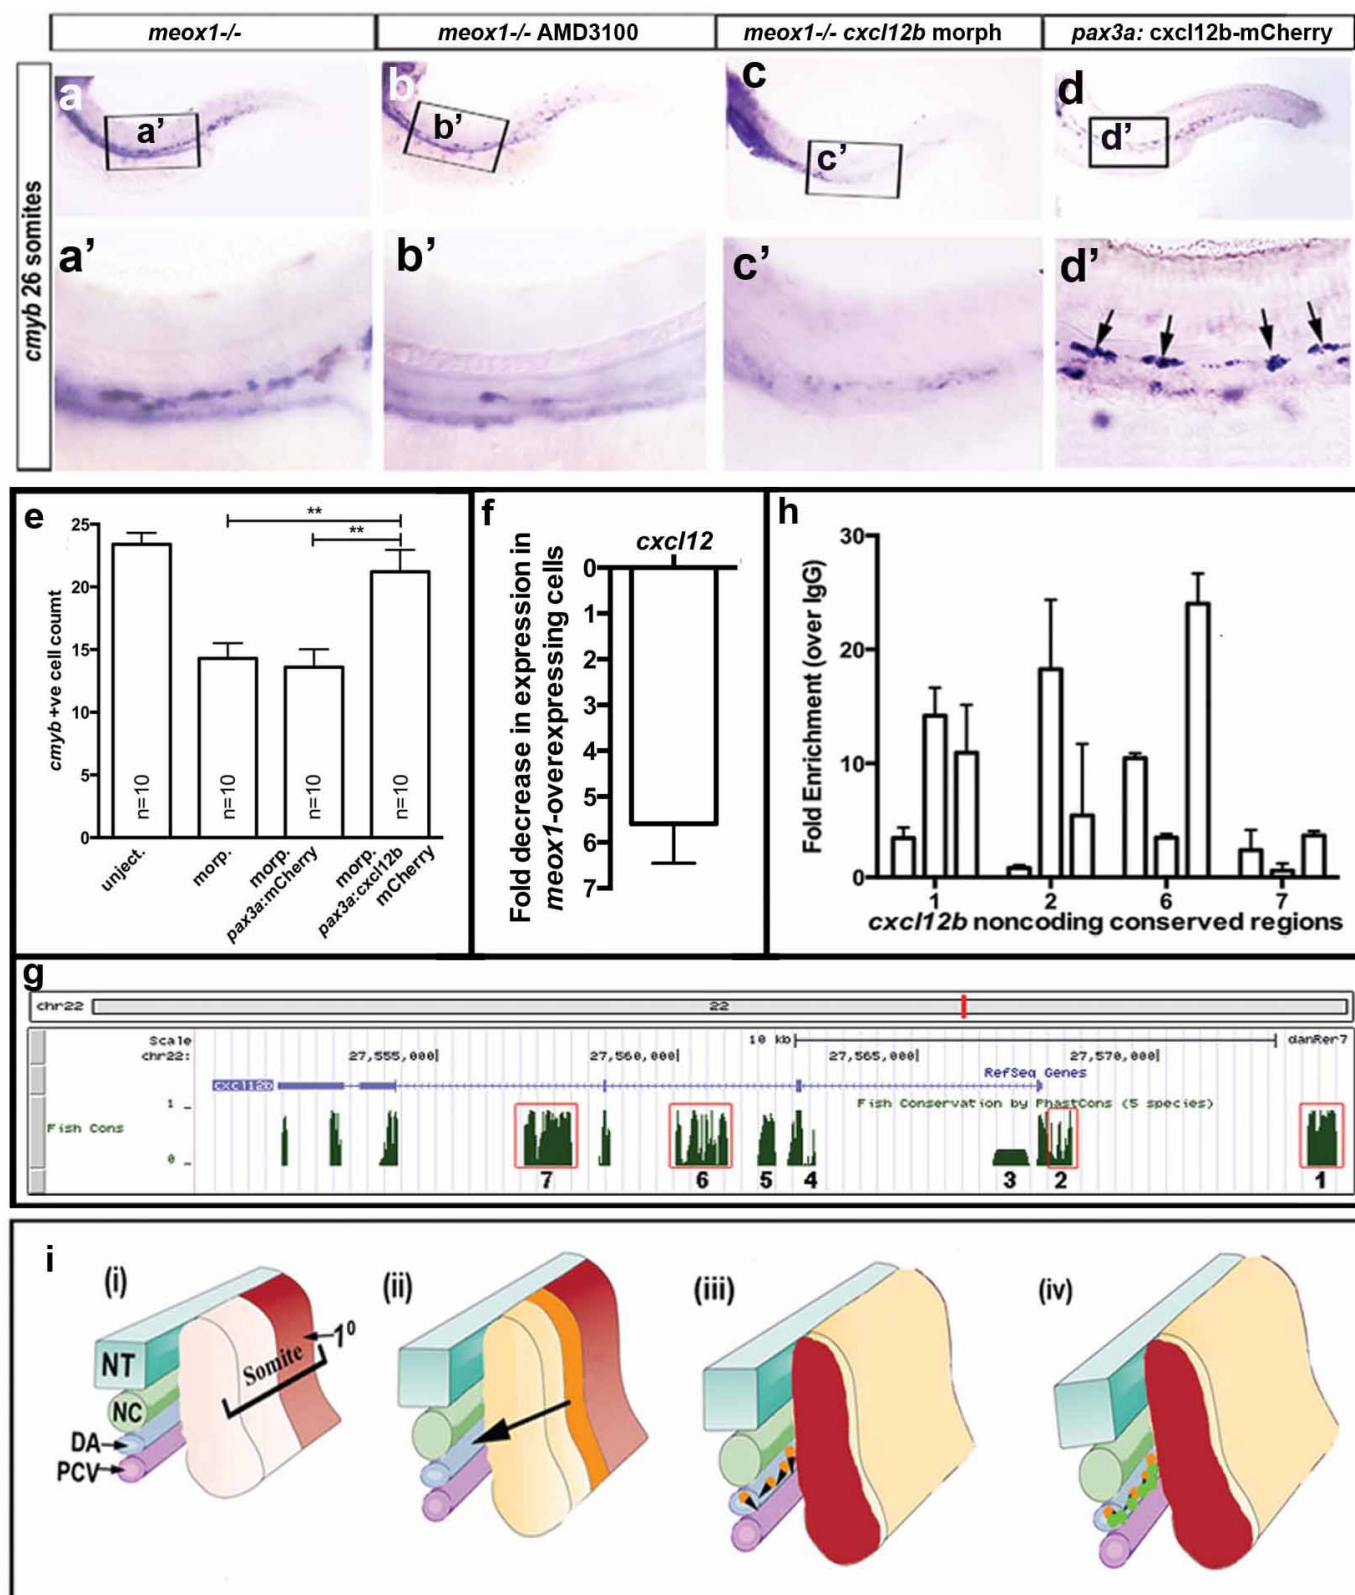 meox1-/-
meox1-/- AMD3100
meox1-/- cxcl12b morph
pax3a: cxcl12b-mCherry
cmyb 26 somites
a
a’
b
b’
c
c’
d
d’
a’
b’
c’
d’
e
cmyb +ve cell count
25
20
15
10
5
0
**
**
n=10
n=10
n=10
n=10
unject.
morp.
morp.
pax3a:mCherry
morp.
pax3a:cxcl12b
mCherry
f
cxcl12
Fold decrease in expression in
meox1-overexpressing cells
0
1
2
3
4
5
6
7
h
Fold Enrichment (over IgG)
30
20
10
0
1 2 6 7
cxcl12b noncoding conserved regions
g
chr22
22
Scale
10 kb
danRer7
chr22:
27,555,000
27,560,000
27,565,000
27,570,000
RefSeq Genes
cxcl12b
Fish Conservation by PhastCons (5 species)
1
Fish Cons
0
7 6 5 4 3 2 1
i
(i)
(ii)
(iii)
(iv)
1⁰
Somite
NT
NC
DA
PCV